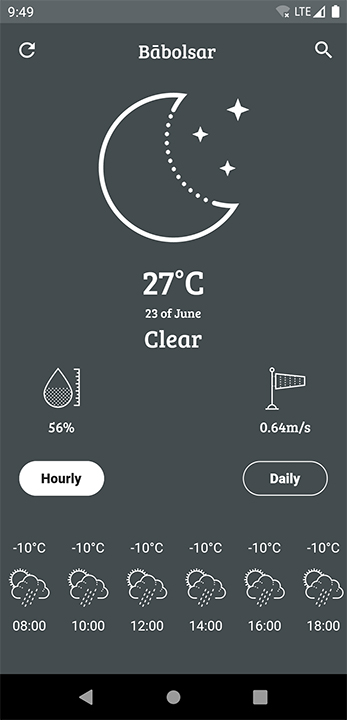 9:49 LTE
Bābolsar
27°C
23 of June
Clear
56% 0.64m/s
Hourly Daily
-10°C -10°C -10°C -10°C -10°C -10°C
08:00 10:00 12:00 14:00 16:00 18:00